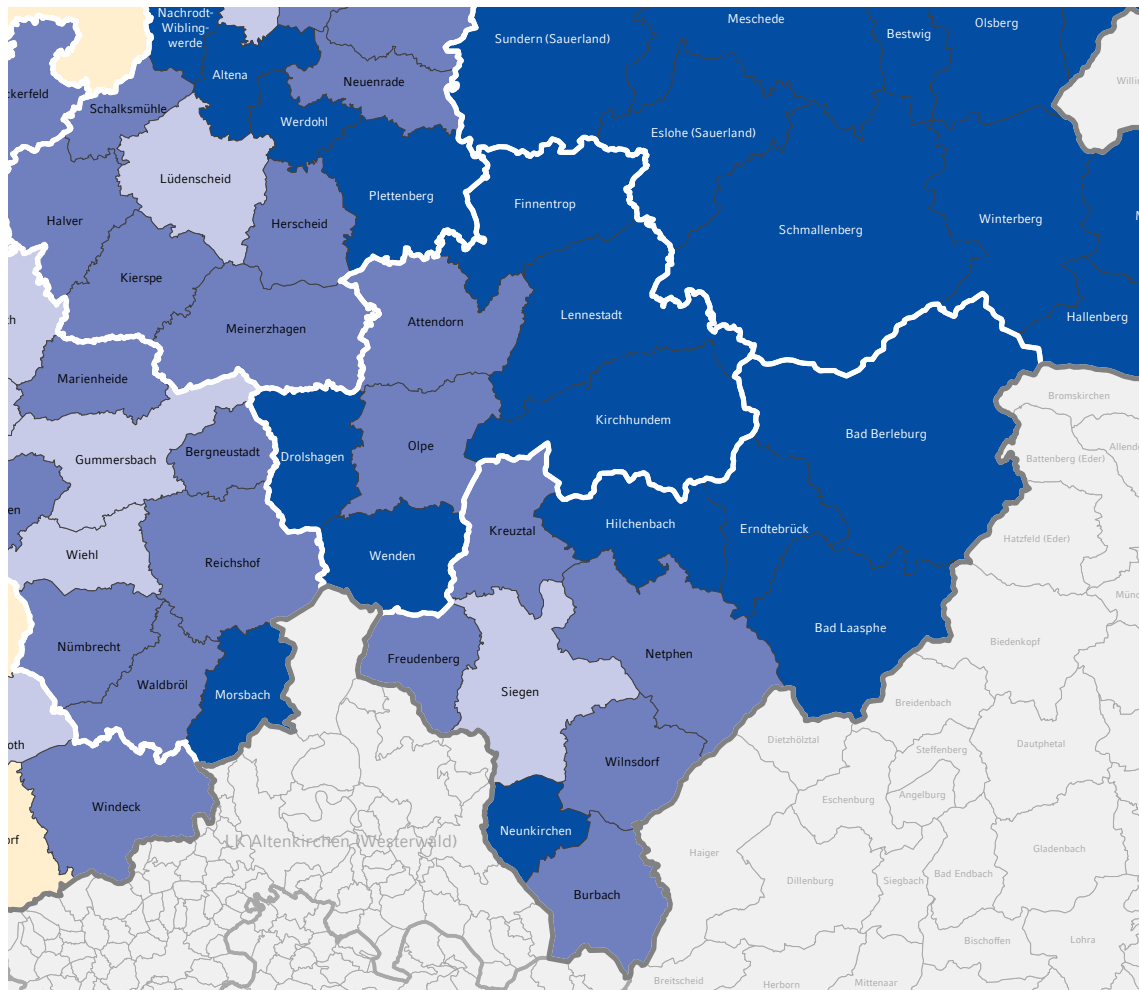 Nachrodt-
Wibling-
werde
Meschede
Olsberg
Bestwig
Sundern (Sauerland)
Altena
Neuenrade
ckerfeld
Schalksmühle
Werdohl
Eslohe (Sauerland)
Lüdenscheid
Plettenberg
Finnentrop
Halver
Herscheid
Schmallenberg
Winterberg
Kierspe
Lennestadt
Hallenberg
Attendorn
Meinerzhagen
Marienheide
Bromskirchen
Kirchhundem
Bad Berleburg
Olpe
Bergneustadt
Drolshagen
Gummersbach
Battenberg (Eder)
en
Hilchenbach
Erndtebrück
Kreuztal
Hatzfeld (Eder)
Wiehl
Wenden
Reichshof
Bad Laasphe
Biedenkopf
Nümbrecht
Netphen
Freudenberg
Waldbröl
Morsbach
Siegen
Breidenbach
Dietzhölztal
Dautphetal
oth
Steffenberg
Wilnsdorf
Angelburg
Eschenburg
Windeck
Neunkirchen
orf
LK Altenkirchen (Westerwald)
Haiger
Gladenbach
Bad Endbach
Dillenburg
Siegbach
Burbach
Bischoffen
Lohra
Breitscheid
Herborn
Mittenaar